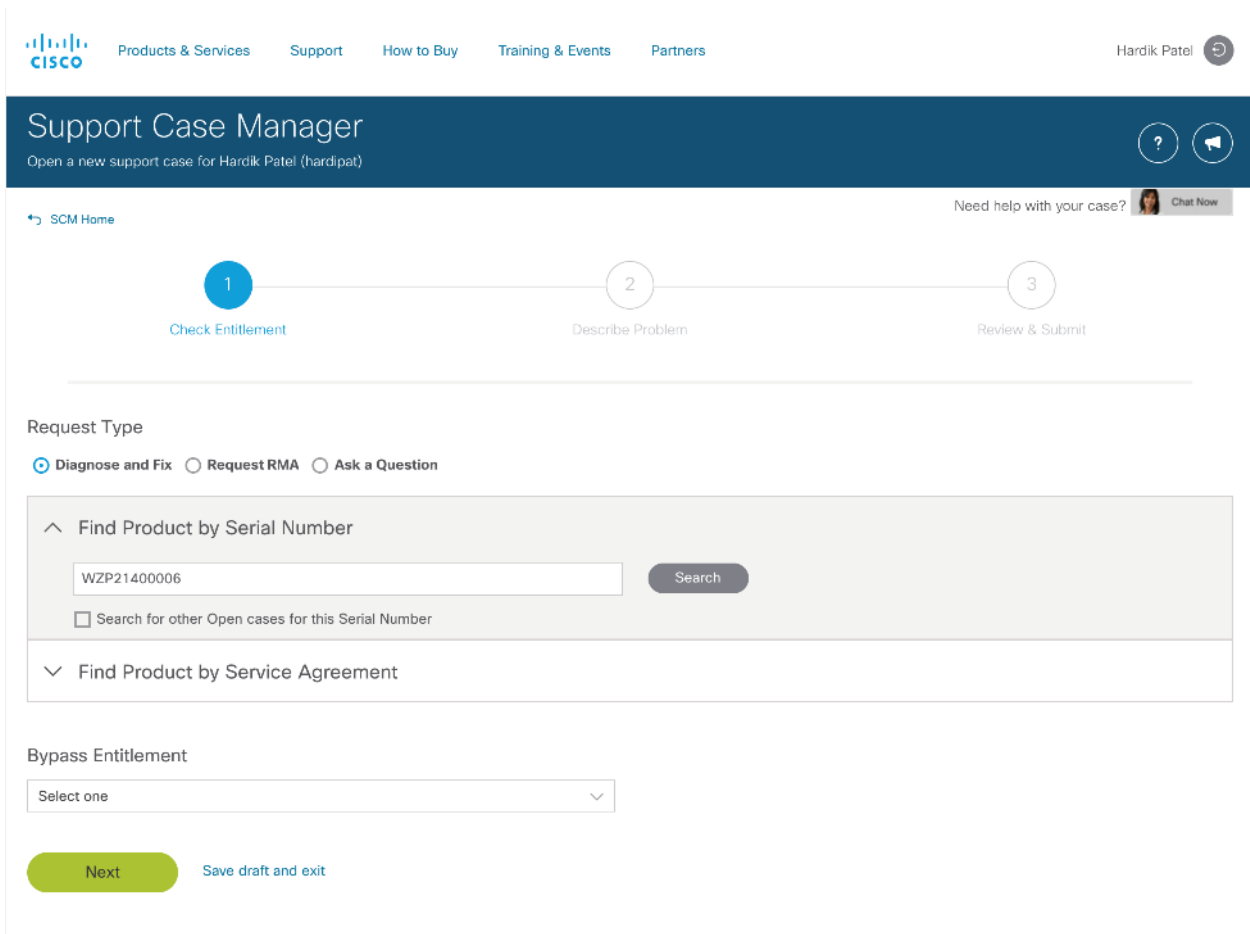 CISCO Products & Services Support How to Buy Training & Events Partners Hardik Patel
Support Case Manager
Open a new support case for Hardik Patel (hardipat)
?
SCM Home
Need help with your case? Chat Now
1 2 3
Check Entitlement Describe Problem Review & Submit
Request Type
Diagnose and Fix Request RMA Ask a Question
Find Product by Serial Number
WZP21400006 Search
Search for other Open cases for this Serial Number
Find Product by Service Agreement
Bypass Entitlement
Select one
Next Save draft and exit